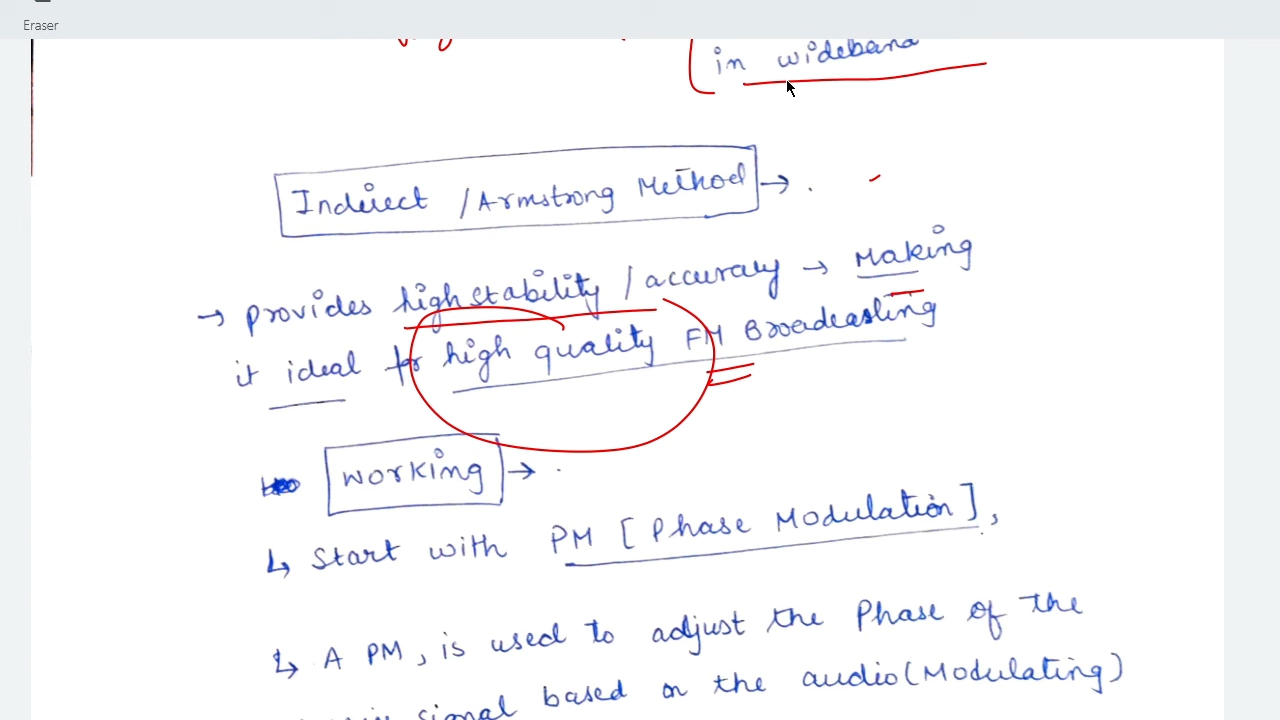 Eraser
in wideband
Indirect / Armstrong Method →
→ provides high stability / accuracy → Making
it ideal for high quality FM Broadcasting
Working →
↳ Start with PM [Phase Modulation],
↳ A PM, is used to adjust the Phase of the
signal based on the audio (Modulating)